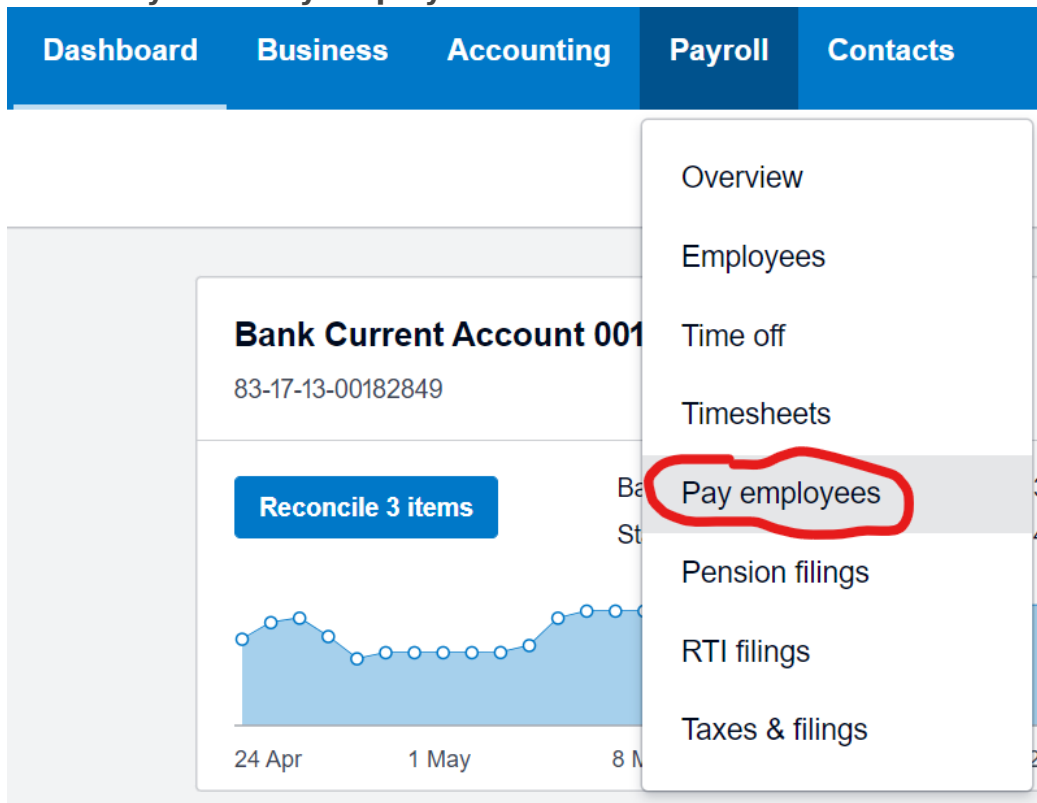 Dashboard Business Accounting Payroll Contacts
Overview
Employees
Bank Current Account 001
Time off
83-17-13-00182849
Timesheets
Reconcile 3 items
Pay employees
Pension filings
RTI filings
Taxes & filings
24 Apr 1 May 8